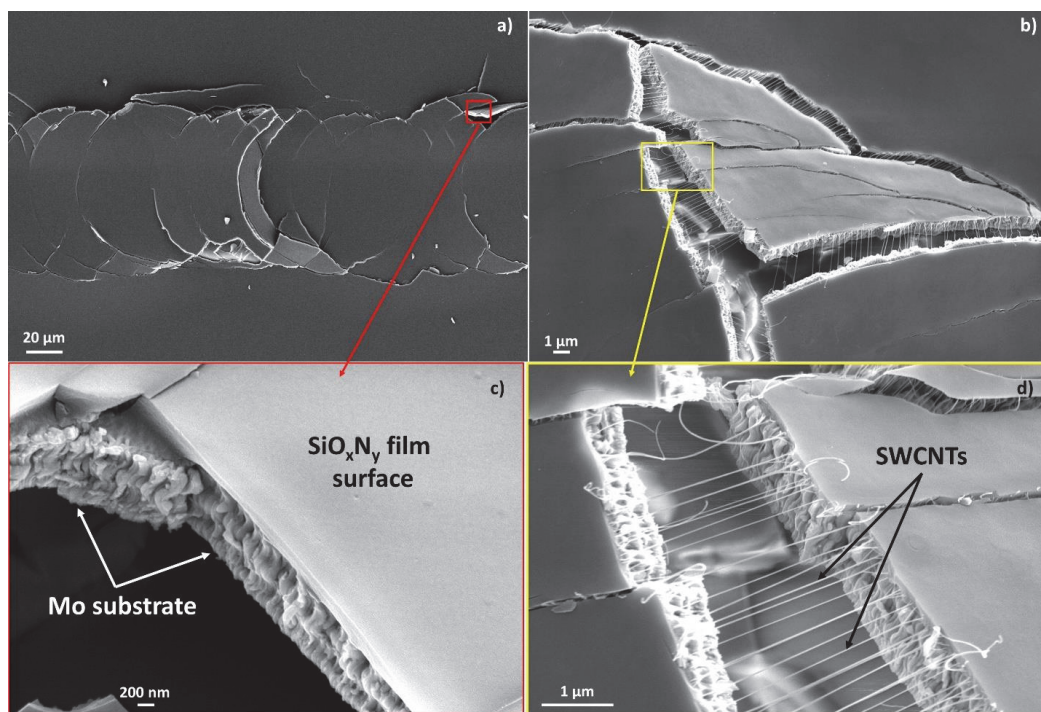 a)
20 μm
b)
1 μm
c)
SiOxNy film
surface
Mo substrate
200 nm
d)
SWCNTs
1 μm